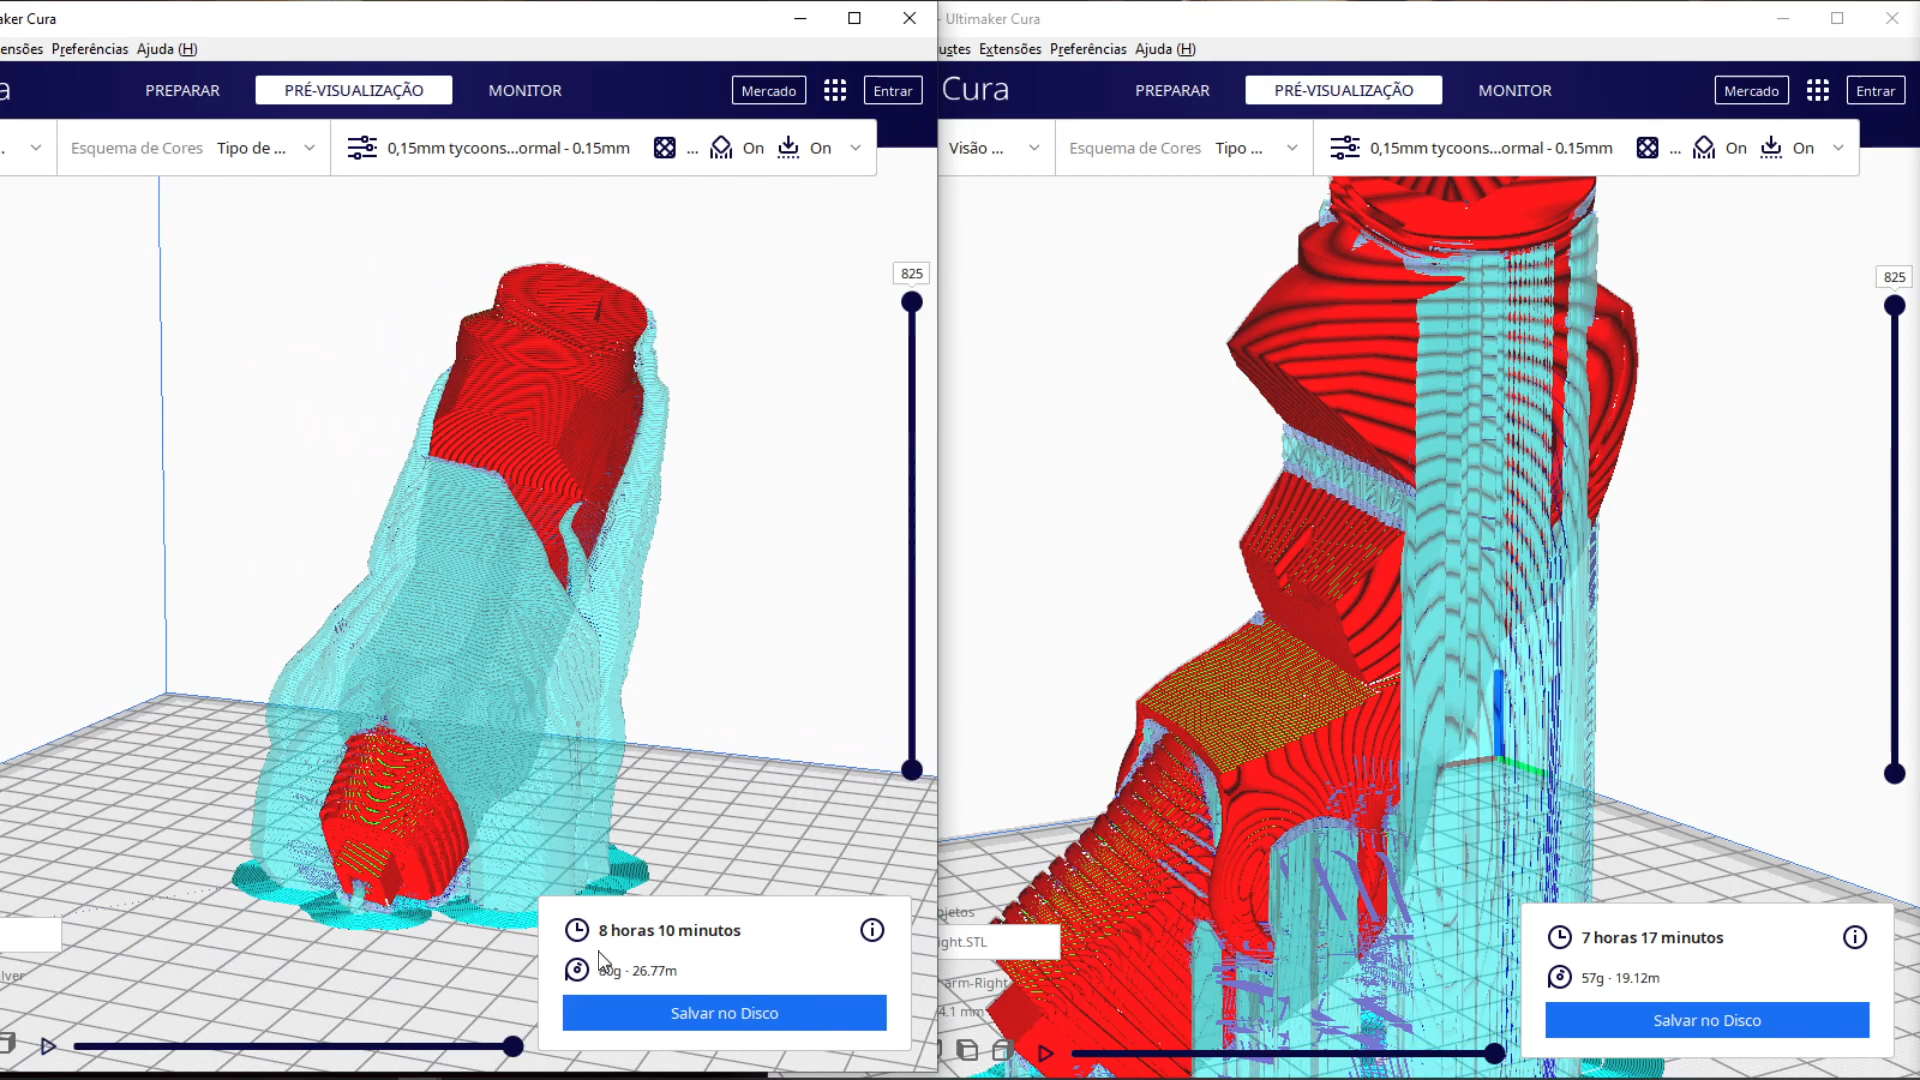 aker Cura
ensões Preferências Ajuda (H)
a PREPARAR PRÉ-VISUALIZAÇÃO MONITOR Mercado Entrar
. Esquema de Cores Tipo de ... 0,15mm tycoons...ormal - 0.15mm ... On On
825
8 horas 10 minutos
26.77m
Salvar no Disco
lver
- Ultimaker Cura
ustes Extensões Preferências Ajuda (H)
Cura PREPARAR PRÉ-VISUALIZAÇÃO MONITOR Mercado Entrar
Visão ... Esquema de Cores Tipo ... 0,15mm tycoons...ormal - 0.15mm ... On On
825
bjetos
ight.STL
arm-Right
4.1 mm
7 horas 17 minutos
57g · 19.12m
Salvar no Disco